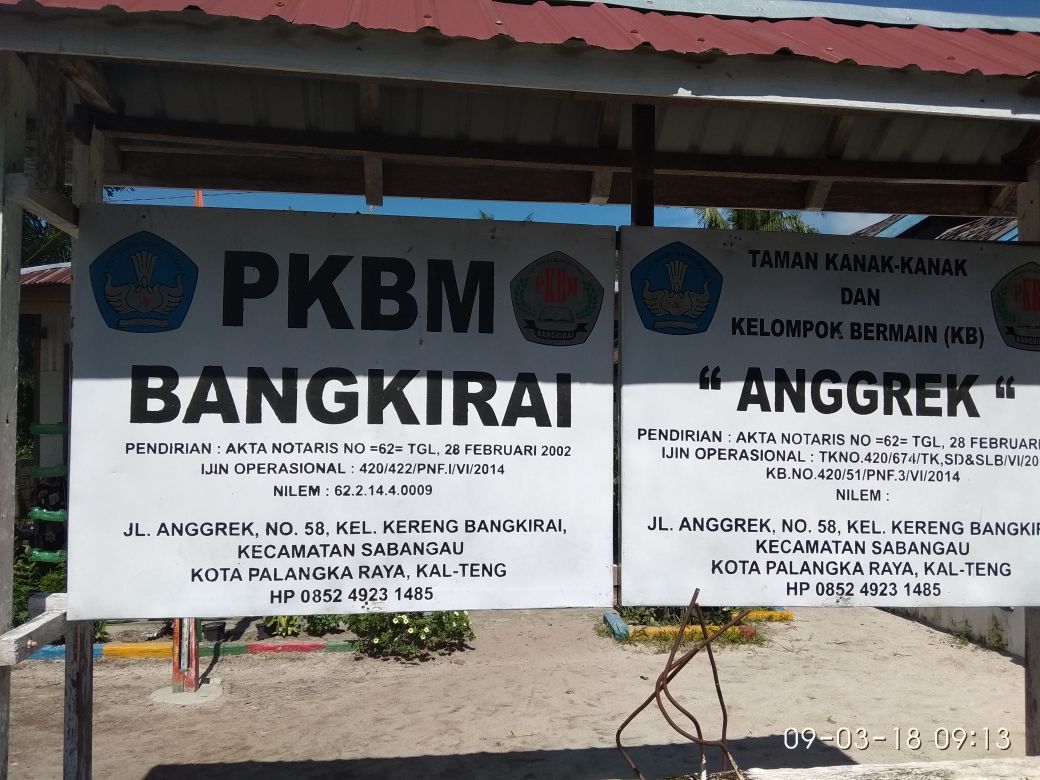 PKBM
BANGKIRAI
PKBM
BANGKIRAI
PENDIRIAN : AKTA NOTARIS NO =62= TGL, 28 FEBRUARI 2002
IJIN OPERASIONAL : 420/422/PNF.I/VI/2014
NILEM : 62.2.14.4.0009
JL. ANGGREK, NO. 58, KEL. KERENG BANGKIRAI,
KECAMATAN SABANGAU
KOTA PALANGKA RAYA, KAL-TENG
HP 0852 4923 1485
TAMAN KANAK-KANAK
DAN
KELOMPOK BERMAIN (KB)
“ ANGGREK “
PENDIRIAN : AKTA NOTARIS NO =62= TGL, 28 FEBRUARI
IJIN OPERASIONAL : TKNO.420/674/TK,SD&SLB/VI/20
KB.NO.420/51/PNF.3/VI/2014
NILEM :
JL. ANGGREK, NO. 58, KEL. KERENG BANGKI
KECAMATAN SABANGAU
KOTA PALANGKA RAYA, KAL-TENG
HP 0852 4923 1485
09-03-18 09:13